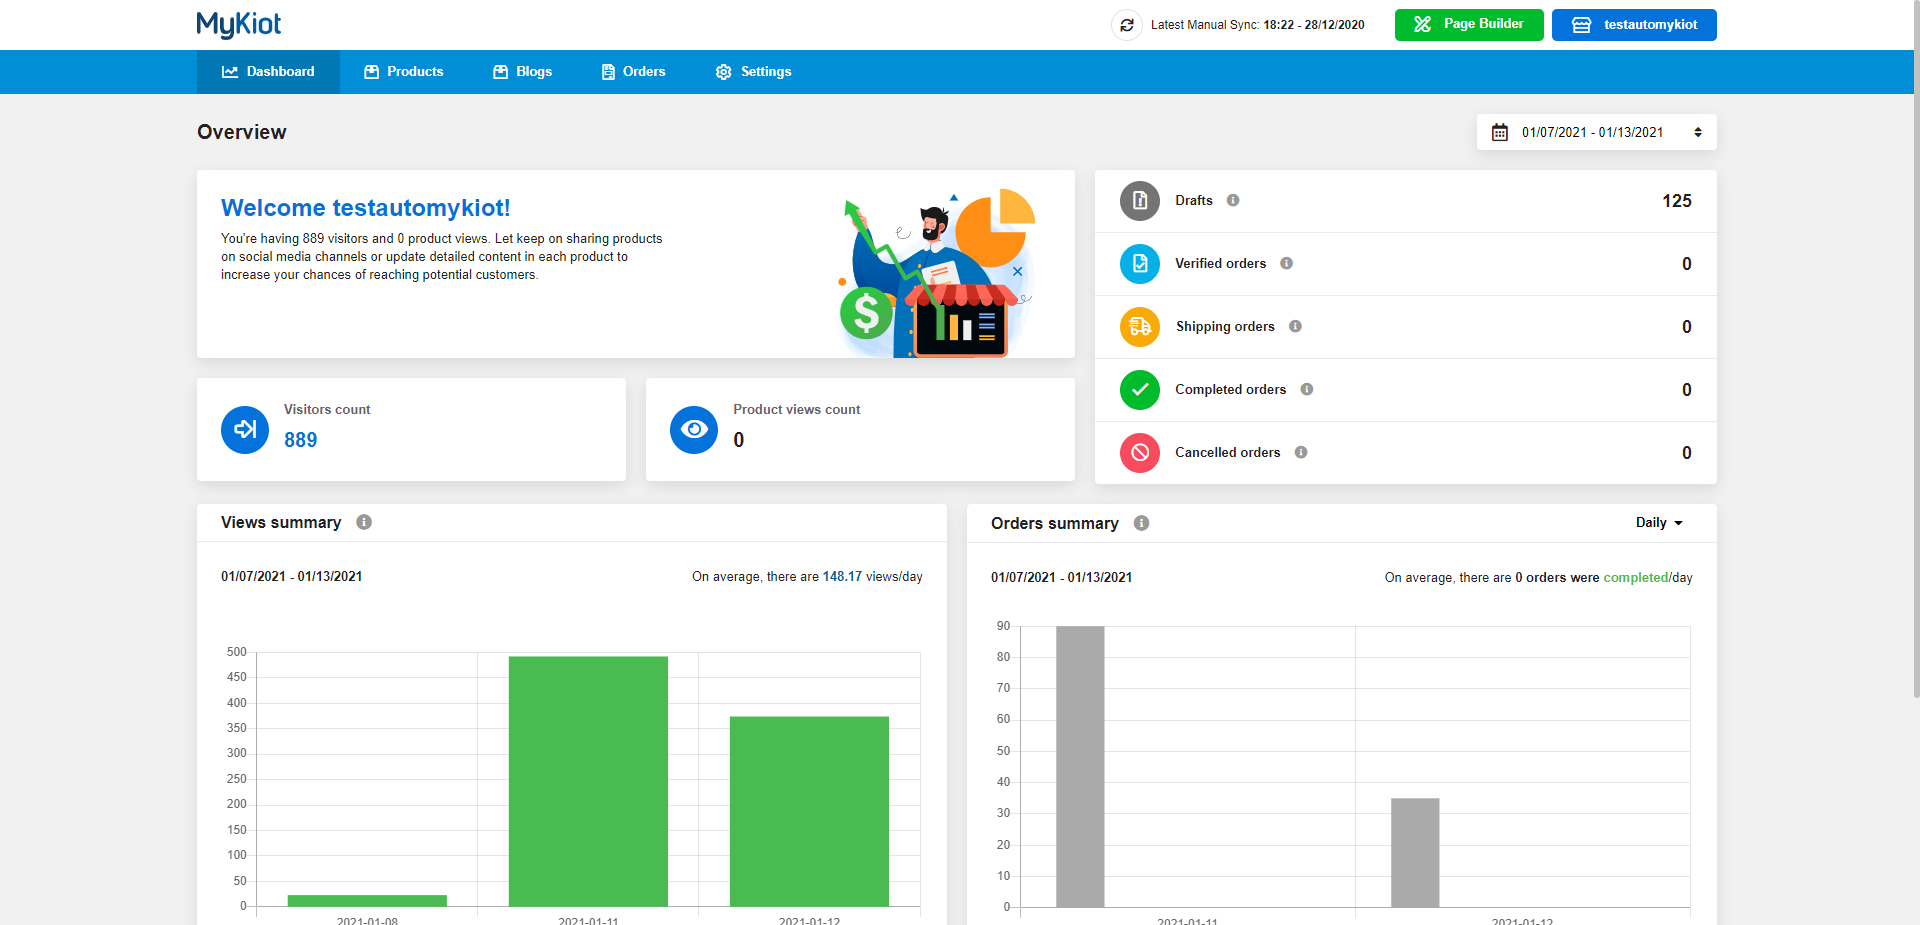 MyKiot
Latest Manual Sync: 18:22 - 28/12/2020
Page Builder
testautomykiot
Dashboard
Products
Blogs
Orders
Settings
Overview
01/07/2021 - 01/13/2021
Welcome testautomykiot!
You're having 889 visitors and 0 product views. Let keep on sharing products
on social media channels or update detailed content in each product to
increase your chances of reaching potential customers.
Drafts
125
Verified orders
0
Shipping orders
0
Completed orders
0
Cancelled orders
0
Visitors count
889
Product views count
0
Views summary
01/07/2021 - 01/13/2021
On average, there are 148.17 views/day
500
450
400
350
300
250
200
150
100
50
0
2021-01-08
2021-01-11
2021-01-12
Orders summary
Daily
01/07/2021 - 01/13/2021
On average, there are 0 orders were completed/day
90
80
70
60
50
40
30
20
10
0
2021-01-11
2021-01-12